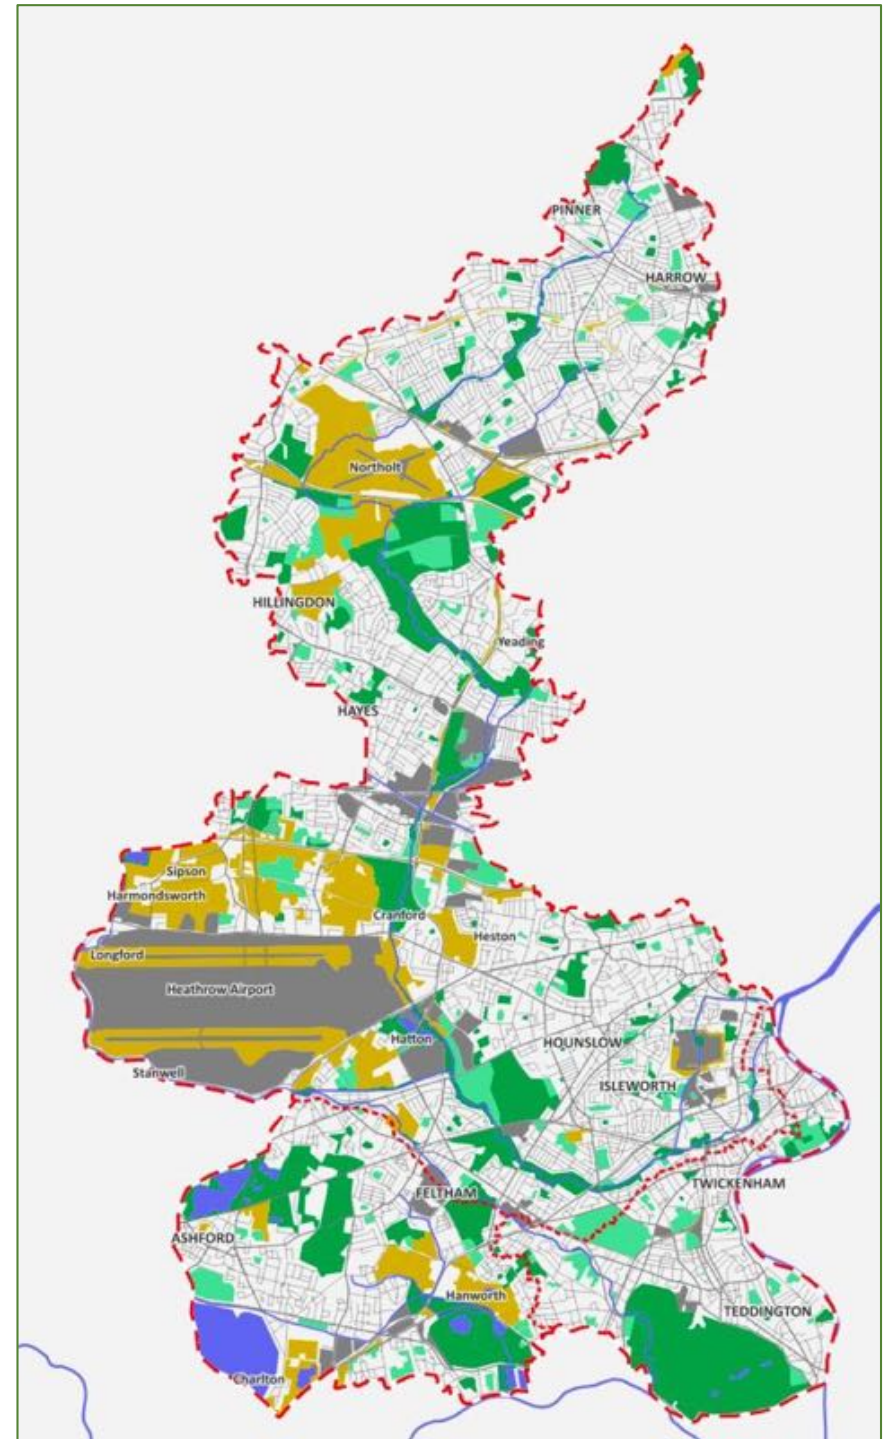 PINNER
HARROW
Northolt
HILLINGDON
Yeading
HAYES
Sipson
Harmondsworth
Cranford
Heston
Longford
Heathrow Airport
Hatton
HOUNSLOW
Stanwell
ISLEWORTH
TWICKENHAM
FELTHAM
ASHFORD
Hanworth
TEDDINGTON
Charlton